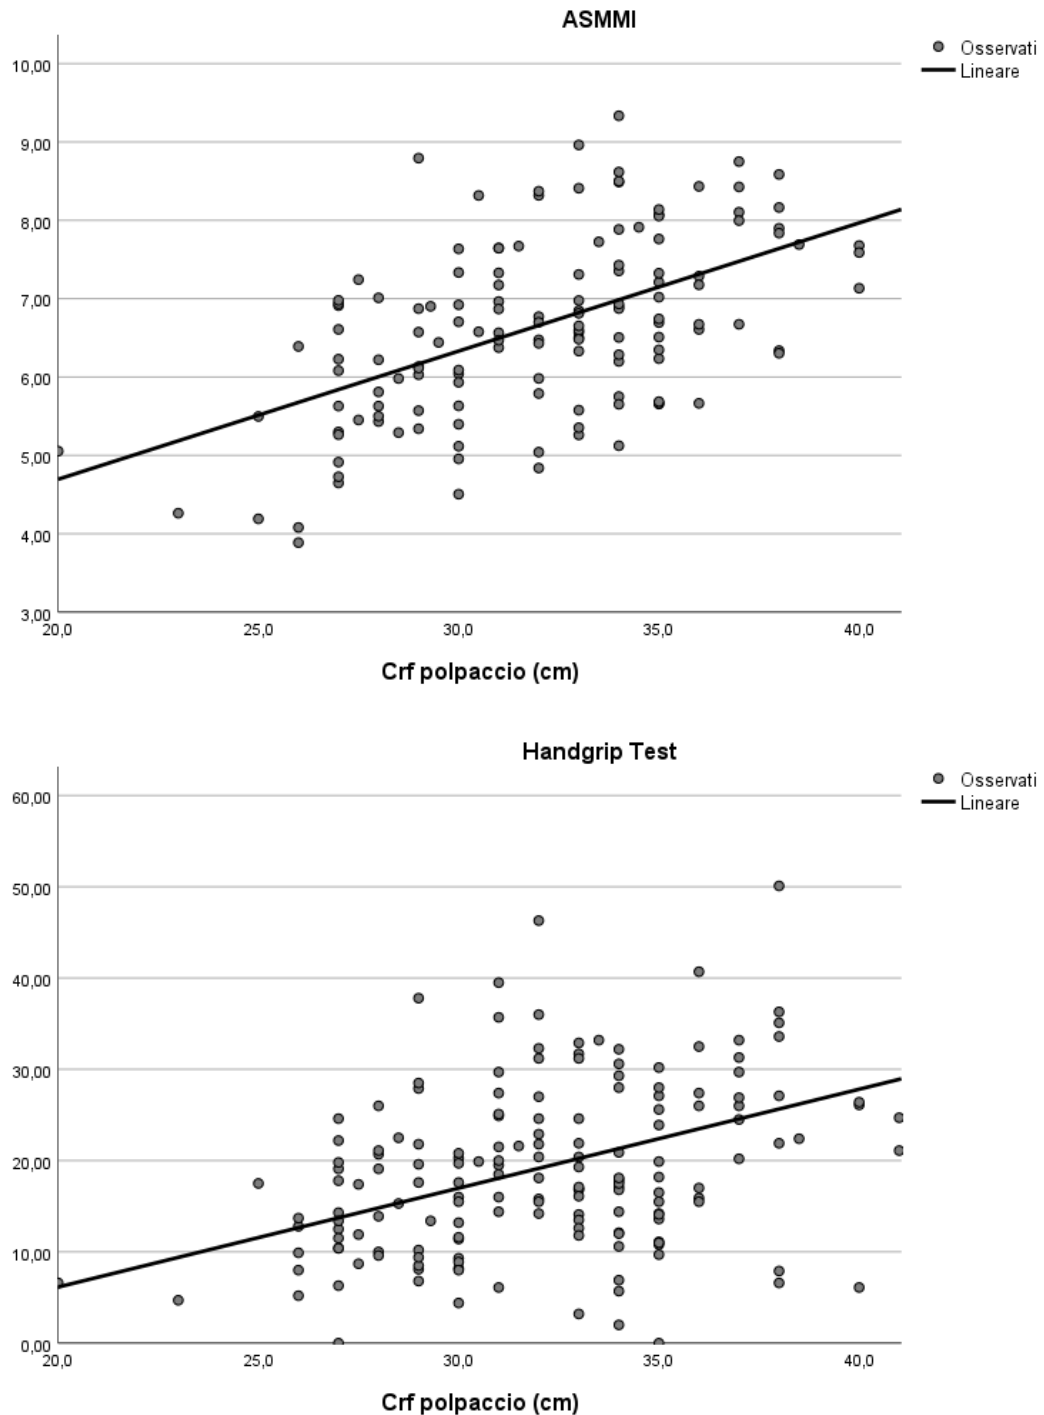 ASMMI
Osservati
Lineare
10,00
9,00
8,00
7,00
6,00
5,00
4,00
3,00
20,0 25,0 30,0 35,0 40,0
Crf polpaccio (cm)
Handgrip Test
Osservati
Lineare
60,00
50,00
40,00
30,00
20,00
10,00
0,00
20,0 25,0 30,0 35,0 40,0
Crf polpaccio (cm)